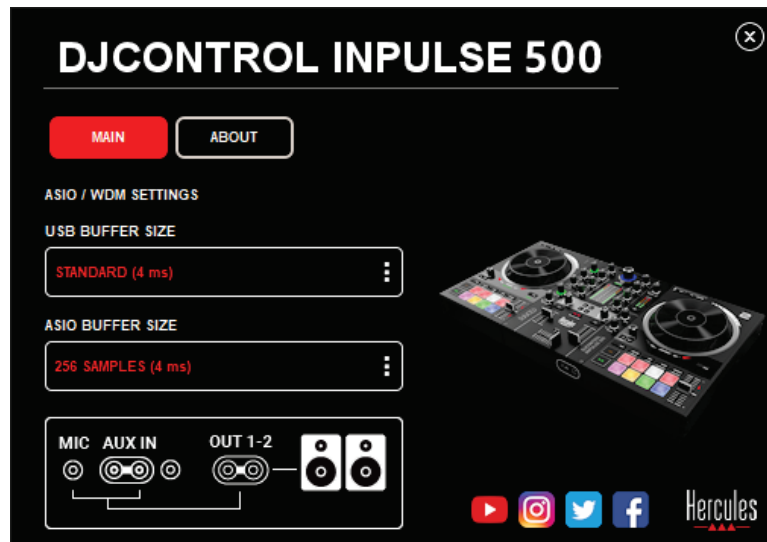 DJCONTROL INPULSE 500
MAIN
ABOUT
ASIO / WDM SETTINGS
USB BUFFER SIZE
STANDARD (4 ms)
ASIO BUFFER SIZE
256 SAMPLES (4 ms)
MIC AUX IN OUT 1-2
Hercules